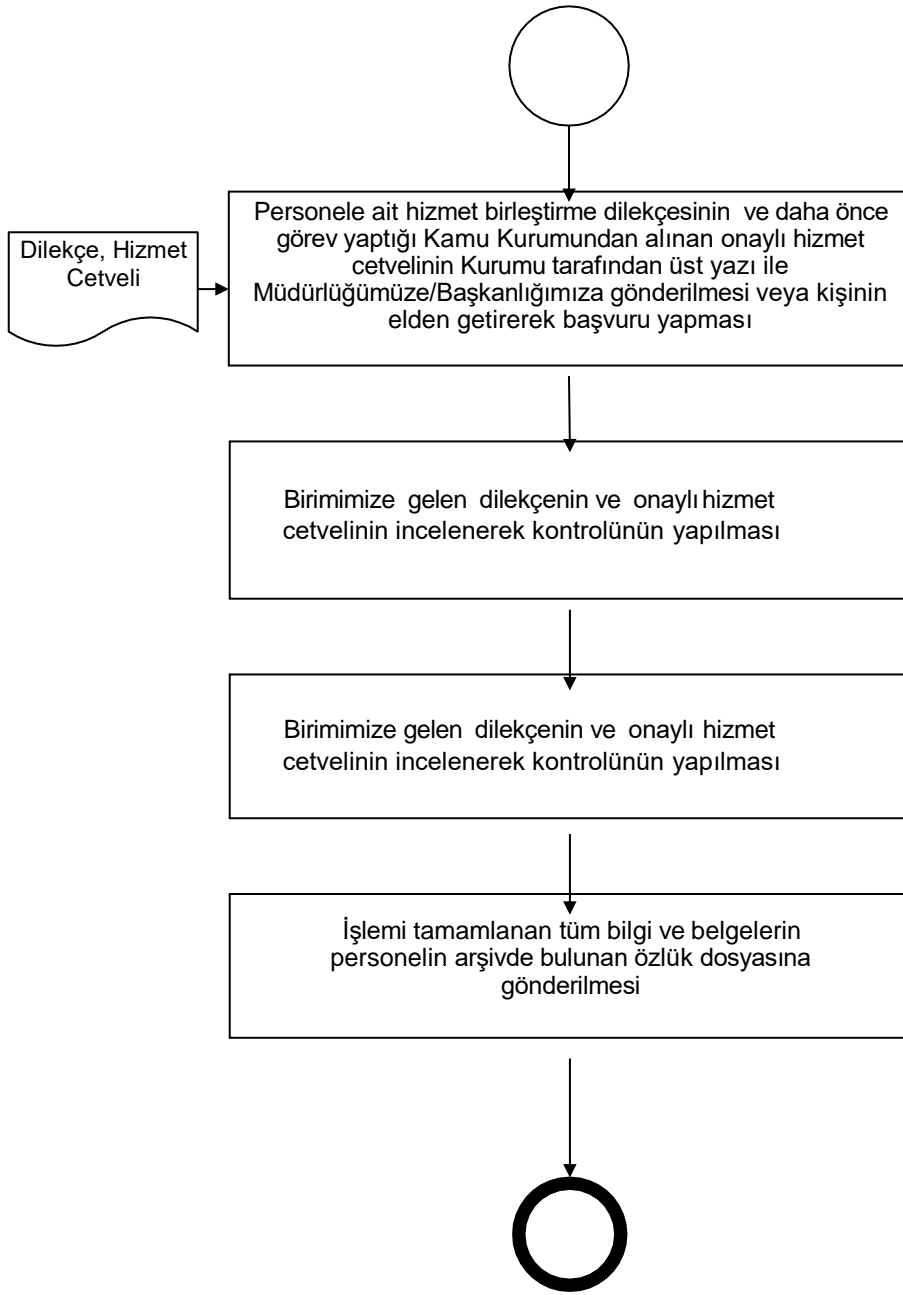 Dilekçe, Hizmet
Cetveli
Personele ait hizmet birleştirme dilekçesinin ve daha önce
görev yaptığı Kamu Kurumundan alınan onaylı hizmet
cetvelinin Kurumu tarafından üst yazı ile
Müdürlüğümüze/Başkanlığımıza gönderilmesi veya kişinin
elden getirerek başvuru yapması
Birimimize gelen dilekçenin ve onaylı hizmet
cetvelinin incelenerek kontrolünün yapılması
Birimimize gelen dilekçenin ve onaylı hizmet
cetvelinin incelenerek kontrolünün yapılması
İşlemi tamamlanan tüm bilgi ve belgelerin
personelin arşivde bulunan özlük dosyasına
gönderilmesi